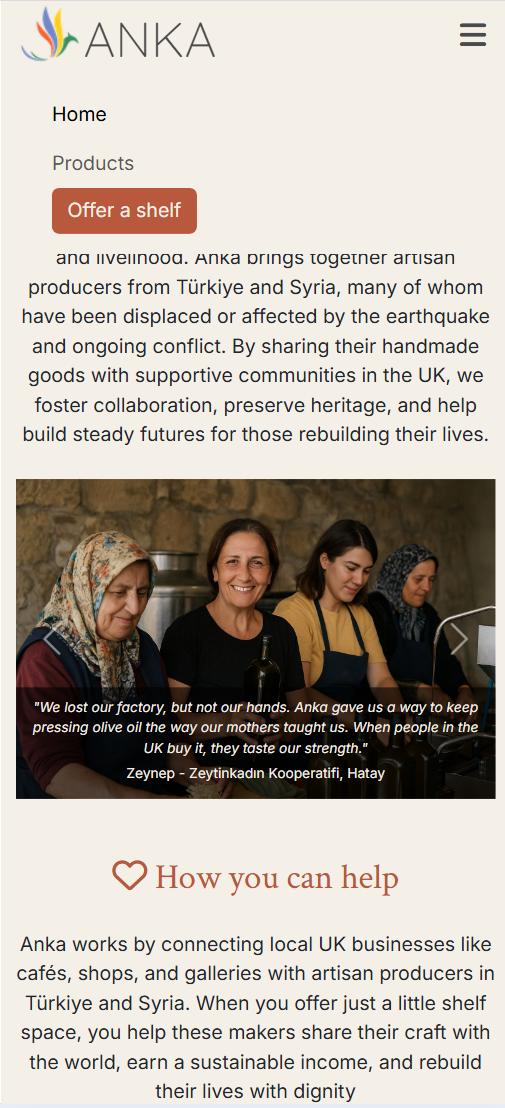 ANKA
Home
Products
Offer a shelf
and livelihood. Anka brings together artisan
producers from Türkiye and Syria, many of whom
have been displaced or affected by the earthquake
and ongoing conflict. By sharing their handmade
goods with supportive communities in the UK, we
foster collaboration, preserve heritage, and help
build steady futures for those rebuilding their lives.
"We lost our factory, but not our hands. Anka gave us a way to keep
pressing olive oil the way our mothers taught us. When people in the
UK buy it, they taste our strength."
Zeynep - Zeytinkadın Kooperatifi, Hatay
How you can help
Anka works by connecting local UK businesses like
cafés, shops, and galleries with artisan producers in
Türkiye and Syria. When you offer just a little shelf
space, you help these makers share their craft with
the world, earn a sustainable income, and rebuild
their lives with dignity